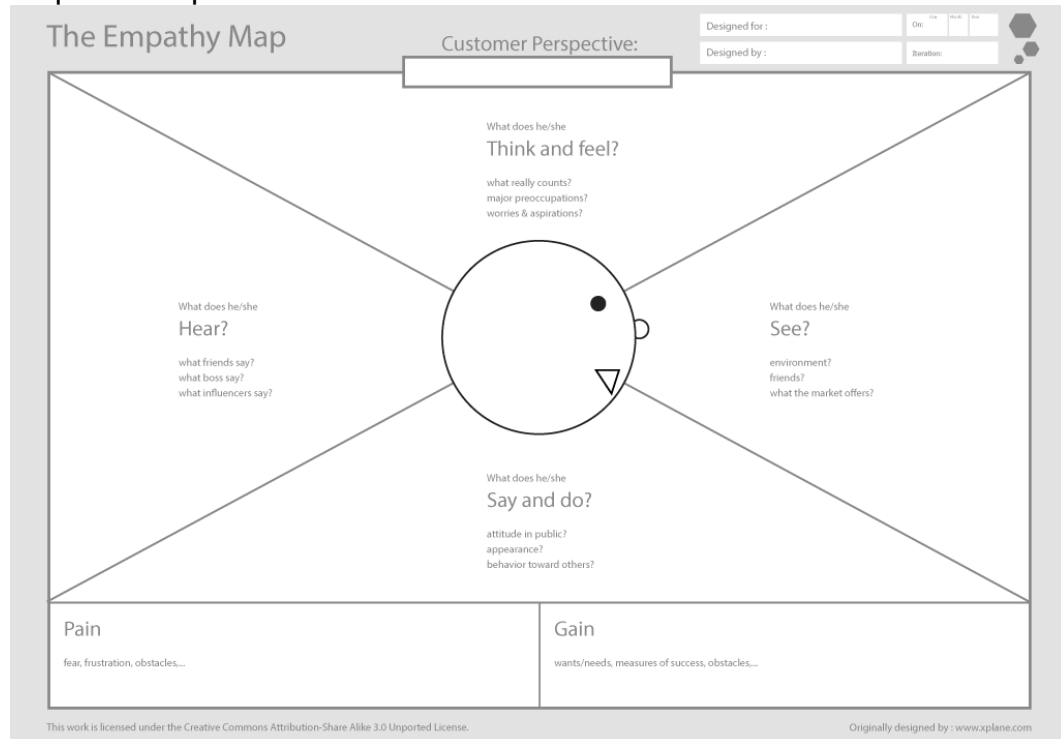 The Empathy Map
Customer Perspective:
Designed for :
On:
Day
Month
Year
Designed by :
Iteration:
What does he/she
Think and feel?
what really counts?
major preoccupations?
worries & aspirations?
What does he/she
Hear?
what friends say?
what boss say?
what influencers say?
What does he/she
See?
environment?
friends?
what the market offers?
What does he/she
Say and do?
attitude in public?
appearance?
behavior toward others?
Pain
fear, frustration, obstacles,...
Gain
wants/needs, measures of success, obstacles,...
This work is licensed under the Creative Commons Attribution-Share Alike 3.0 Unported License.
Originally designed by : www.xplane.com